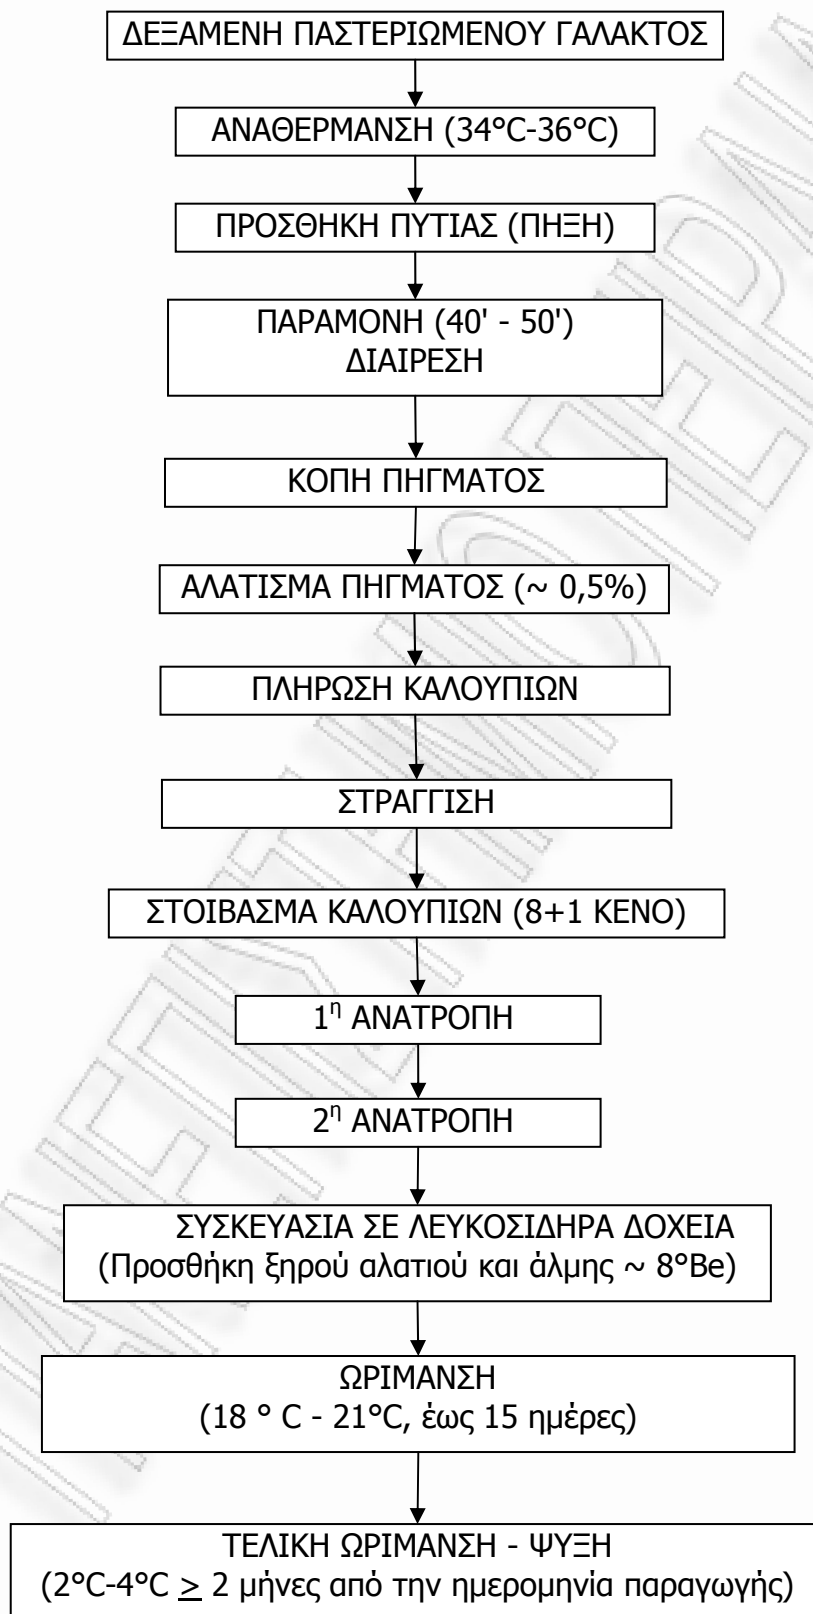 ΔΕΞΑΜΕΝΗ ΠΑΣΤΕΡΙΩΜΕΝΟΥ ΓΑΛΑΚΤΟΣ
ΑΝΑΘΕΡΜΑΝΣΗ (34°C-36°C)
ΠΡΟΣΘΗΚΗ ΠΥΤΙΑΣ (ΠΗΞΗ)
ΠΑΡΑΜΟΝΗ (40' - 50')
ΔΙΑΙΡΕΣΗ
ΚΟΠΗ ΠΗΓΜΑΤΟΣ
ΑΛΑΤΙΣΜΑ ΠΗΓΜΑΤΟΣ (~ 0,5%)
ΠΛΗΡΩΣΗ ΚΑΛΟΥΠΙΩΝ
ΣΤΡΑΓΓΙΣΗ
ΣΤΟΙΒΑΣΜΑ ΚΑΛΟΥΠΙΩΝ (8+1 ΚΕΝΟ)
1η ΑΝΑΤΡΟΠΗ
2η ΑΝΑΤΡΟΠΗ
ΣΥΣΚΕΥΑΣΙΑ ΣΕ ΛΕΥΚΟΣΙΔΗΡΑ ΔΟΧΕΙΑ
(Προσθήκη ξηρού αλατιού και άλμης ~ 8°Be)
ΩΡΙΜΑΝΣΗ
(18 ° C - 21°C, έως 15 ημέρες)
ΤΕΛΙΚΗ ΩΡΙΜΑΝΣΗ - ΨΥΞΗ
(2°C-4°C ≥ 2 μήνες από την ημερομηνία παραγωγής)